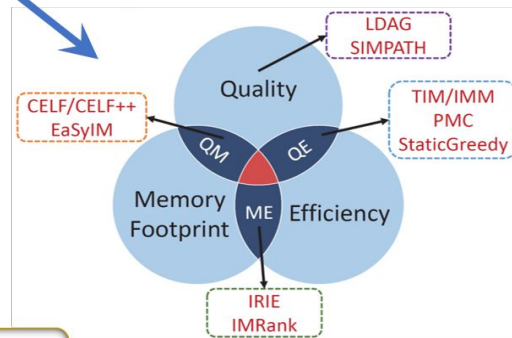 LDAG
SIMPATH
Quality
CELF/CELF++
EaSyIM
TIM/IMM
PMC
StaticGreedy
QM
QE
Memory
Footprint
ME
Efficiency
IRIE
IMRank